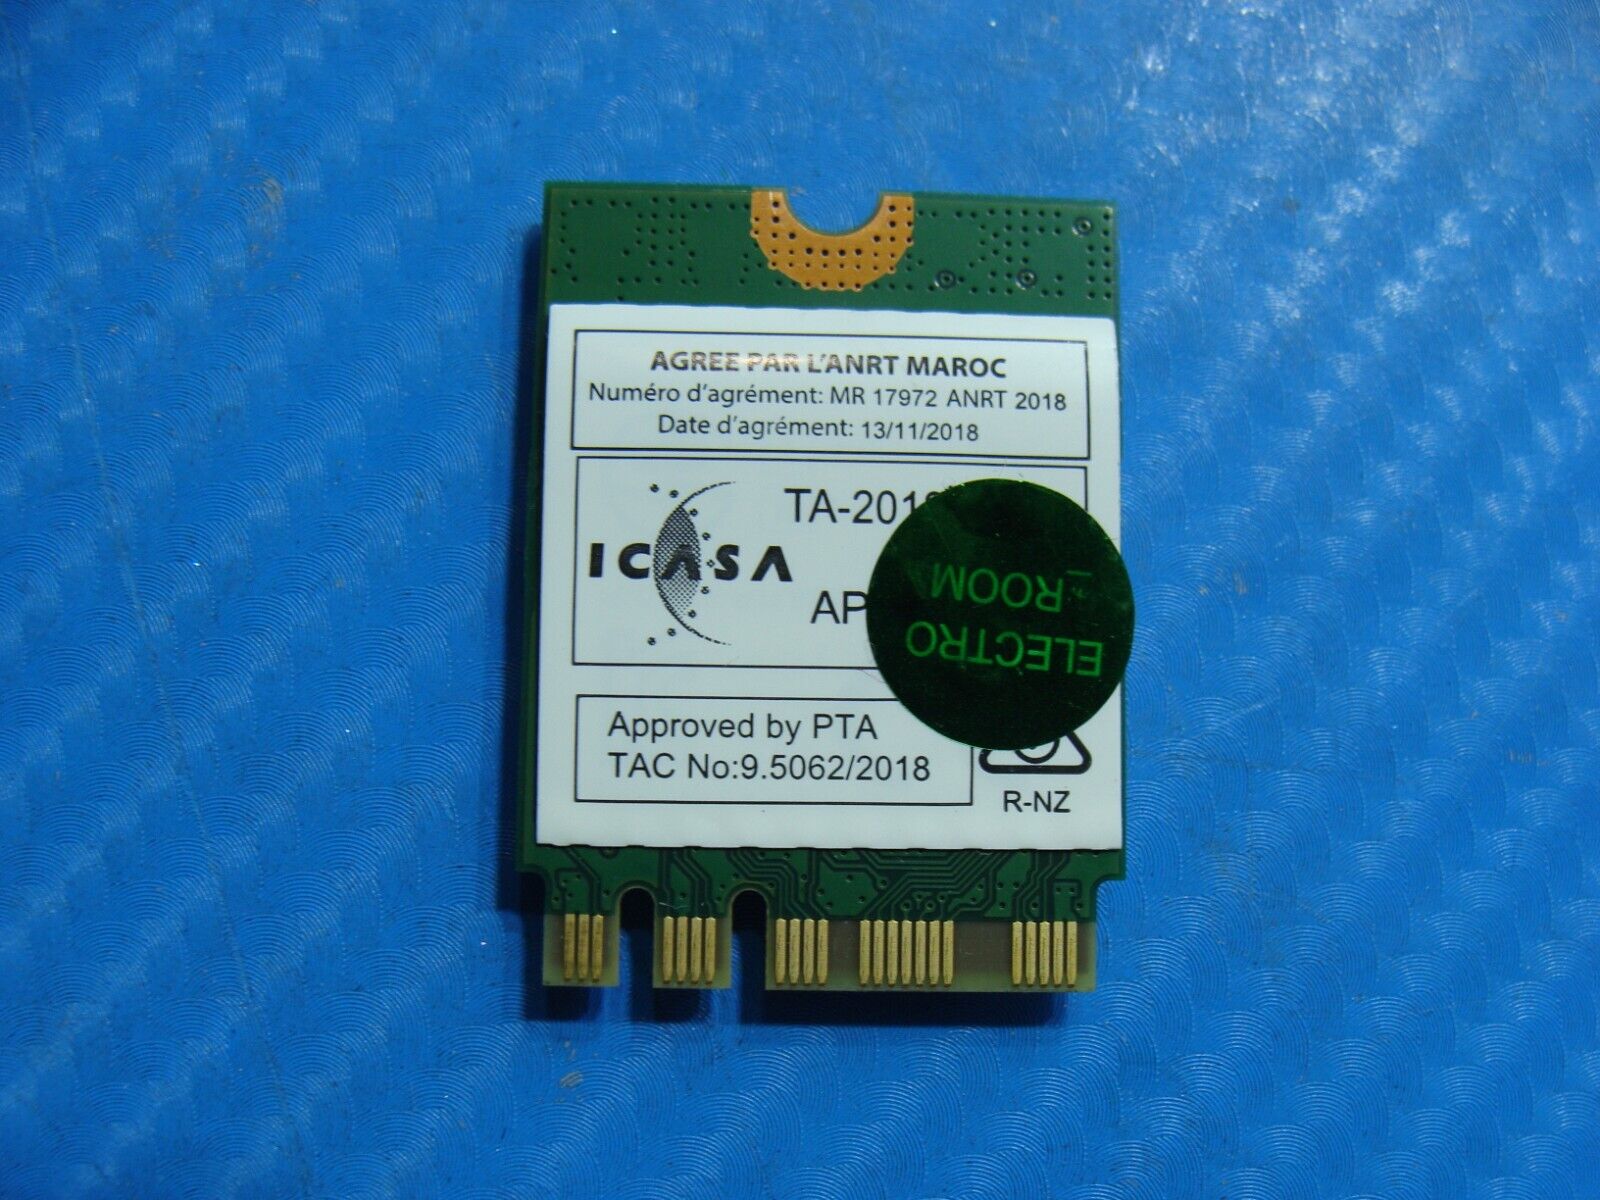 AGREE PAR L'ANRT MAROC
Numéro d'agrément: MR 17972 ANRT 2018
Date d'agrément: 13/11/2018
ICASA
ELECTRO
_ROOM
Approved by PTA
TAC No:9.5062/2018
R-NZ